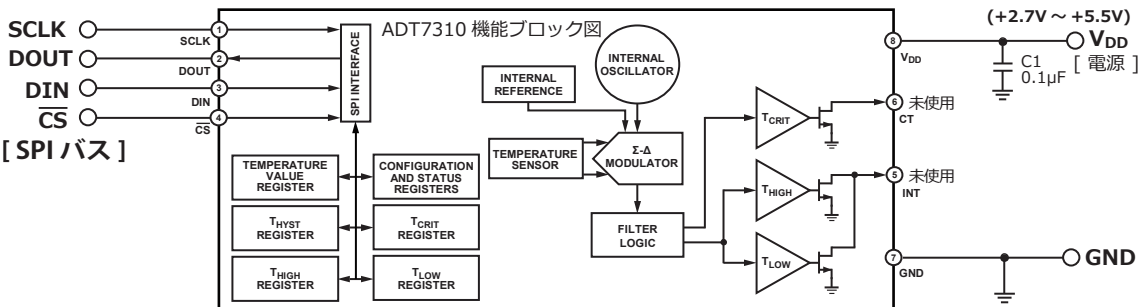 ADT7310 機能ブロック図
SCLK
DOUT
DIN
CS
[ SPI バス ]
1
SCLK
2
DOUT
3
DIN
4
CS
SPI INTERFACE
INTERNAL
OSCILLATOR
INTERNAL
REFERENCE
TEMPERATURE
SENSOR
Σ-Δ
MODULATOR
FILTER
LOGIC
TEMPERATURE
VALUE
REGISTER
CONFIGURATION
AND STATUS
REGISTERS
THYST
REGISTER
TCRIT
REGISTER
THIGH
REGISTER
TLOW
REGISTER
TCRIT
THIGH
TLOW
8
VDD
6
未使用
CT
5
未使用
INT
7
GND
(+2.7V ～ +5.5V)
VDD
[ 電源 ]
C1
0.1µF
GND